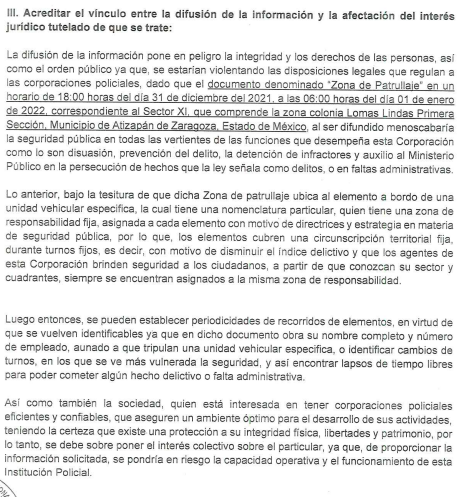 III. Acreditar el vínculo entre la difusión de la información y la afectación del interés
jurídico tutelado de que se trate:
La difusión de la información pone en peligro la integridad y los derechos de las personas, así
como el orden público ya que, se estarían violentando las disposiciones legales que regulan a
las corporaciones policiales, dado que el documento denominado "Zona de Patrullaje" en un
horario de 18:00 horas del día 31 de diciembre del 2021, a las 06:00 horas del día 01 de enero
de 2022, correspondiente al Sector XI, que comprende la zona colonia Lomas Lindas Primera
Sección, Municipio de Atizapán de Zaragoza, Estado de México, al ser difundido menoscabaría
la seguridad pública en todas las vertientes de las funciones que desempeña esta Corporación
como lo son disuasión, prevención del delito, la detención de infractores y auxilio al Ministerio
Público en la persecución de hechos que la ley señala como delitos, o en faltas administrativas.
Lo anterior, bajo la tesitura de que dicha Zona de patrullaje ubica al elemento a bordo de una
unidad vehicular especifica, la cual tiene una nomenclatura particular, quien tiene una zona de
responsabilidad fija, asignada a cada elemento con motivo de directrices y estrategia en materia
de seguridad pública, por lo que, los elementos cubren una circunscripción territorial fija,
durante turnos fijos, es decir, con motivo de disminuir el índice delictivo y que los agentes de
esta Corporación brinden seguridad a los ciudadanos, a partir de que conozcan su sector y
cuadrantes, siempre se encuentran asignados a la misma zona de responsabilidad.
Luego entonces, se pueden establecer periodicidades de recorridos de elementos, en virtud de
que se vuelven identificables ya que en dicho documento obra su nombre completo y número
de empleado, aunado a que tripulan una unidad vehicular especifica, o identificar cambios de
turnos, en los que se ve más vulnerada la seguridad, y así encontrar lapsos de tiempo libres
para poder cometer algún hecho delictivo o falta administrativa.
Así como también la sociedad, quien está interesada en tener corporaciones policiales
eficientes y confiables, que aseguren un ambiente óptimo para el desarrollo de sus actividades,
teniendo la certeza que existe una protección a su integridad física, libertades y patrimonio, por
lo tanto, se debe sobre poner el interés colectivo sobre el particular, ya que, de proporcionar la
información solicitada, se pondría en riesgo la capacidad operativa y el funcionamiento de esta
Institución Policial.